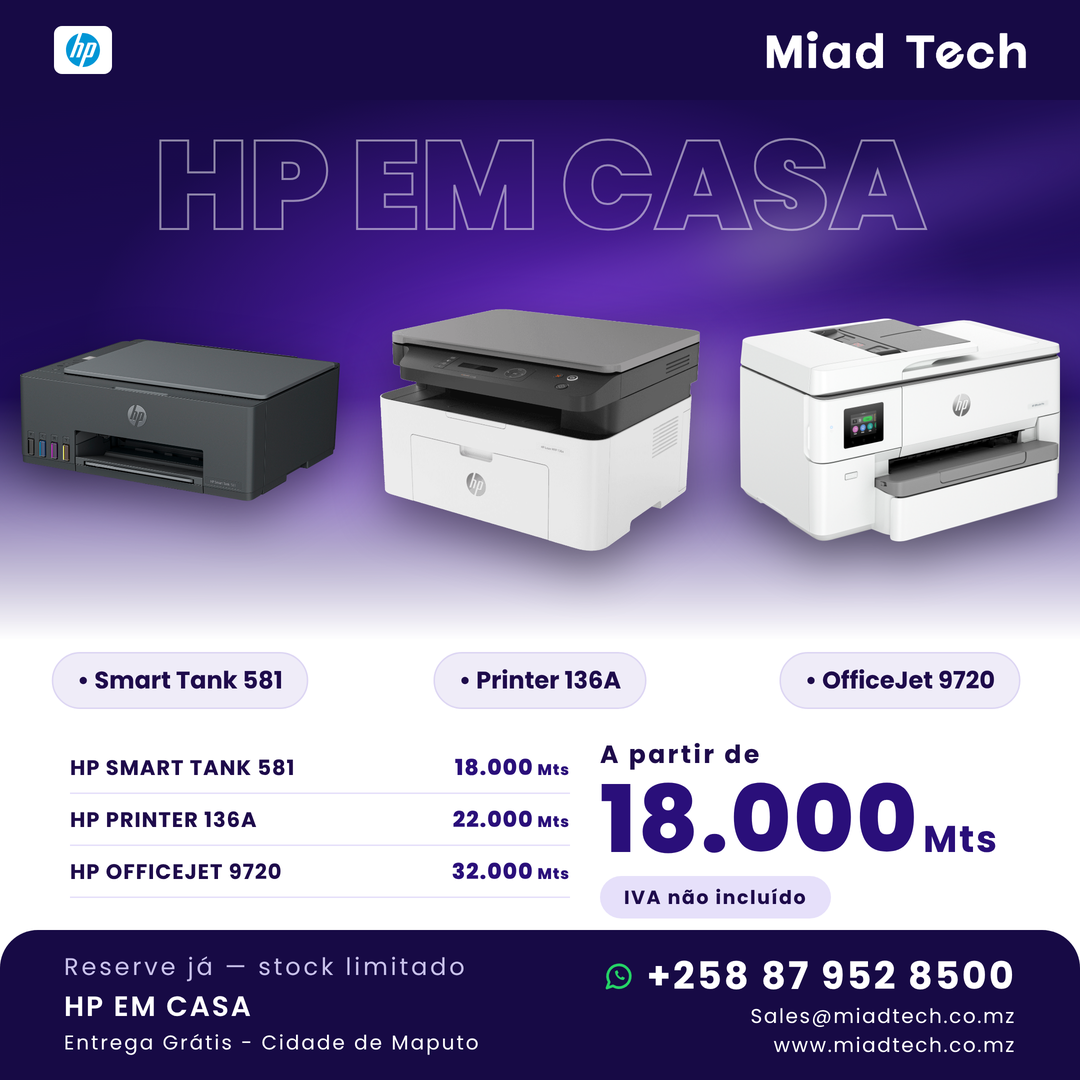 hp
Miad Tech
HP EM CASA
hp
hp
hp
• Smart Tank 581
• Printer 136A
• OfficeJet 9720
HP SMART TANK 581 18.000 Mts
HP PRINTER 136A 22.000 Mts
HP OFFICEJET 9720 32.000 Mts
A partir de
18.000 Mts
IVA não incluído
Reserve já — stock limitado
HP EM CASA
Entrega Grátis - Cidade de Maputo
+258 87 952 8500
Sales@miadtech.co.mz
www.miadtech.co.mz